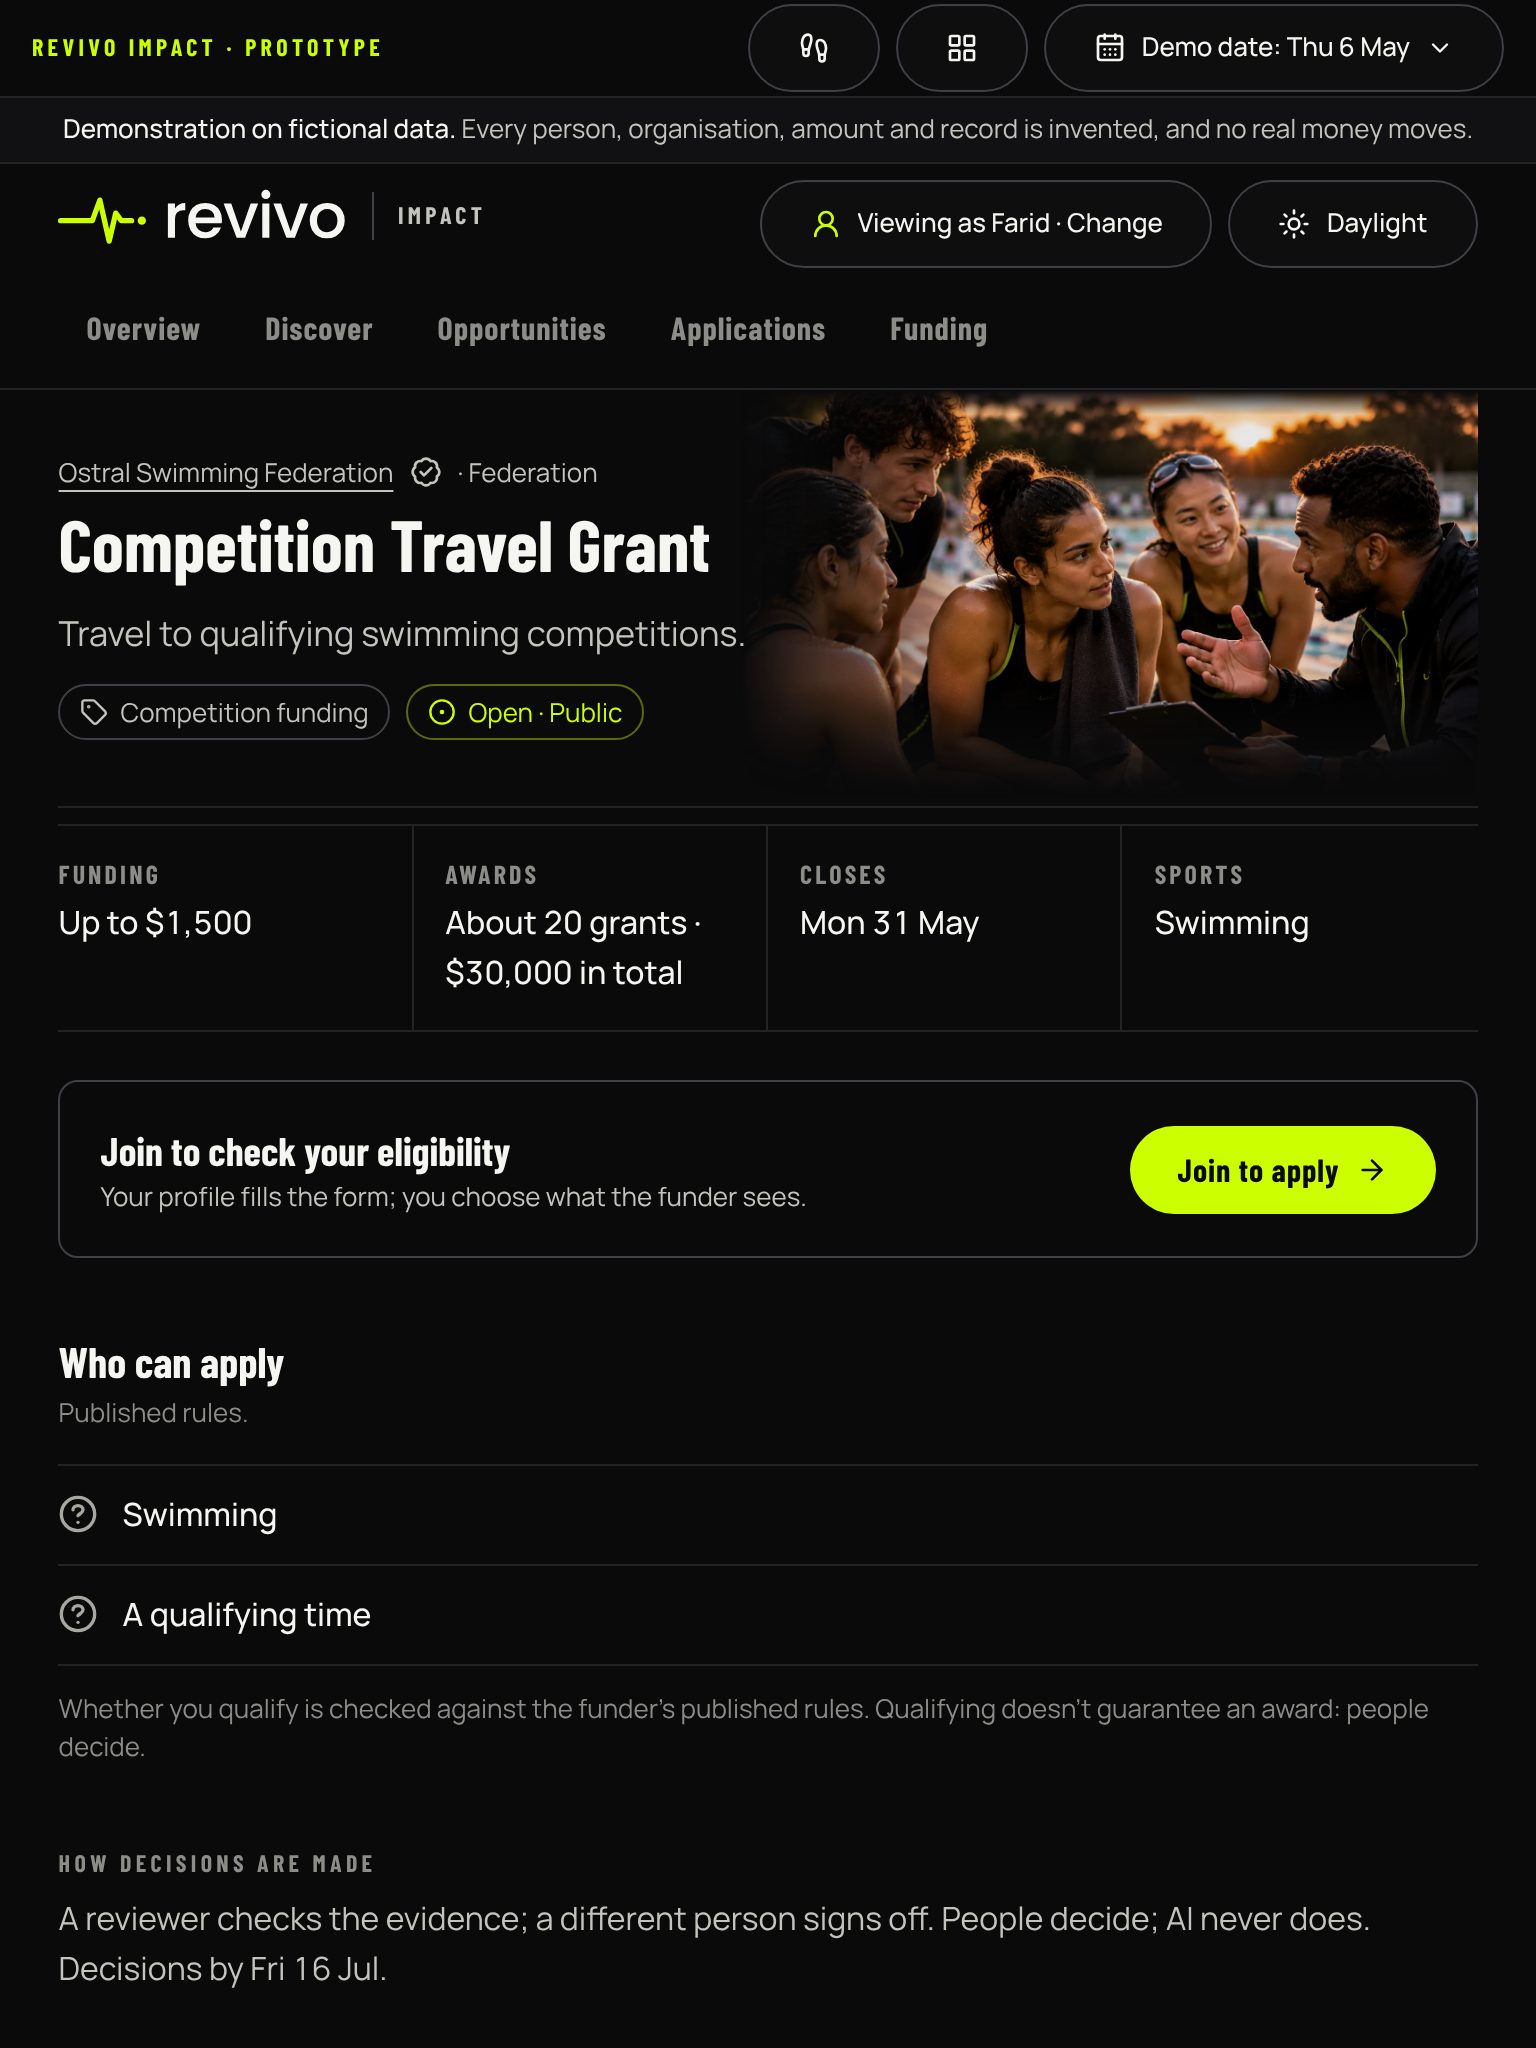 REVIVO IMPACT · PROTOTYPE
Demo date: Thu 6 May
Demonstration on fictional data. Every person, organisation, amount and record is invented, and no real money moves.
revivo
IMPACT
Viewing as Farid · Change
Daylight
Overview
Discover
Opportunities
Applications
Funding
Ostral Swimming Federation · Federation
Competition Travel Grant
Travel to qualifying swimming competitions.
Competition funding
Open · Public
FUNDING
Up to $1,500
AWARDS
About 20 grants ·
$30,000 in total
CLOSES
Mon 31 May
SPORTS
Swimming
Join to check your eligibility
Your profile fills the form; you choose what the funder sees.
Join to apply
Who can apply
Published rules.
Swimming
A qualifying time
Whether you qualify is checked against the funder’s published rules. Qualifying doesn’t guarantee an award: people
decide.
HOW DECISIONS ARE MADE
A reviewer checks the evidence; a different person signs off. People decide; AI never does.
Decisions by Fri 16 Jul.